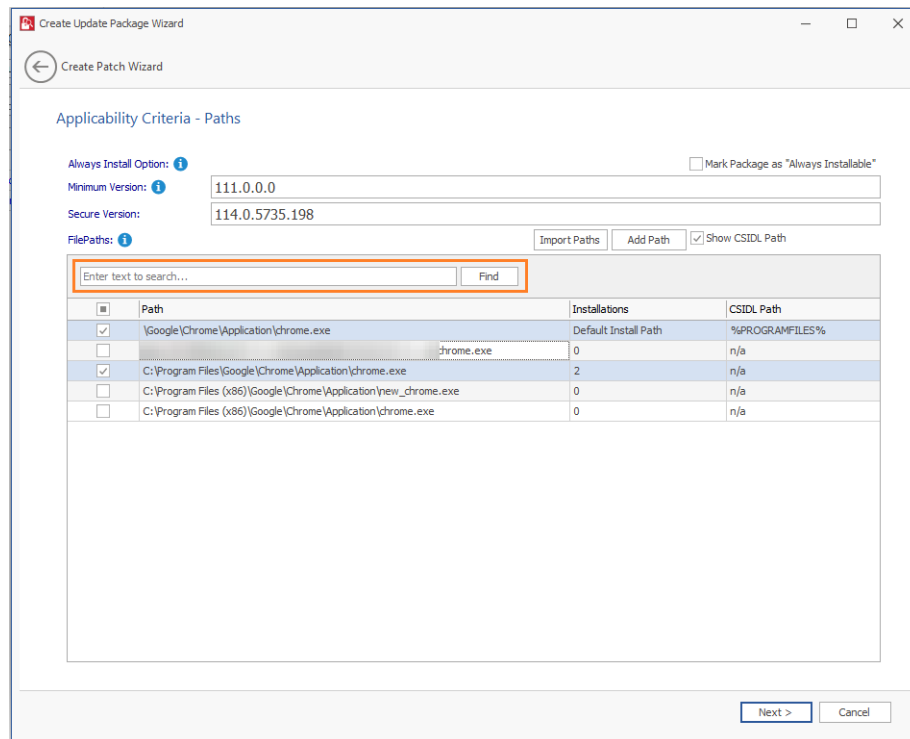 Create Update Package Wizard
Create Patch Wizard
Applicability Criteria - Paths
Always Install Option: Mark Package as "Always Installable"
Minimum Version: 111.0.0.0
Secure Version: 114.0.5735.198
FilePaths: Import Paths Add Path Show CSIDL Path
Enter text to search... Find
Path Installations CSIDL Path
\Google\Chrome\Application\chrome.exe Default Install Path %PROGRAMFILES%
chrome.exe 0 n/a
C:\Program Files\Google\Chrome\Application\chrome.exe 2 n/a
C:\Program Files (x86)\Google\Chrome\Application\new_chrome.exe 0 n/a
C:\Program Files (x86)\Google\Chrome\Application\chrome.exe 0 n/a
Next > Cancel